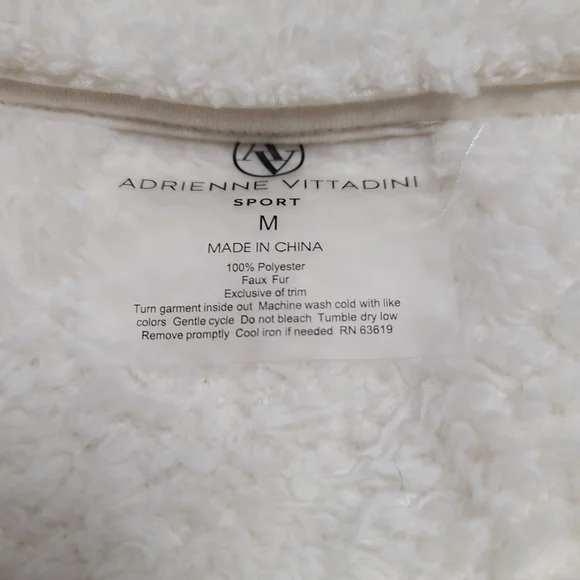 AV
ADRIENNE VITTADINI
SPORT
M
MADE IN CHINA
100% Polyester
Faux Fur
Exclusive of trim
Turn garment inside out Machine wash cold with like
colors Gentle cycle Do not bleach Tumble dry low
Remove promptly Cool iron if needed RN 63619